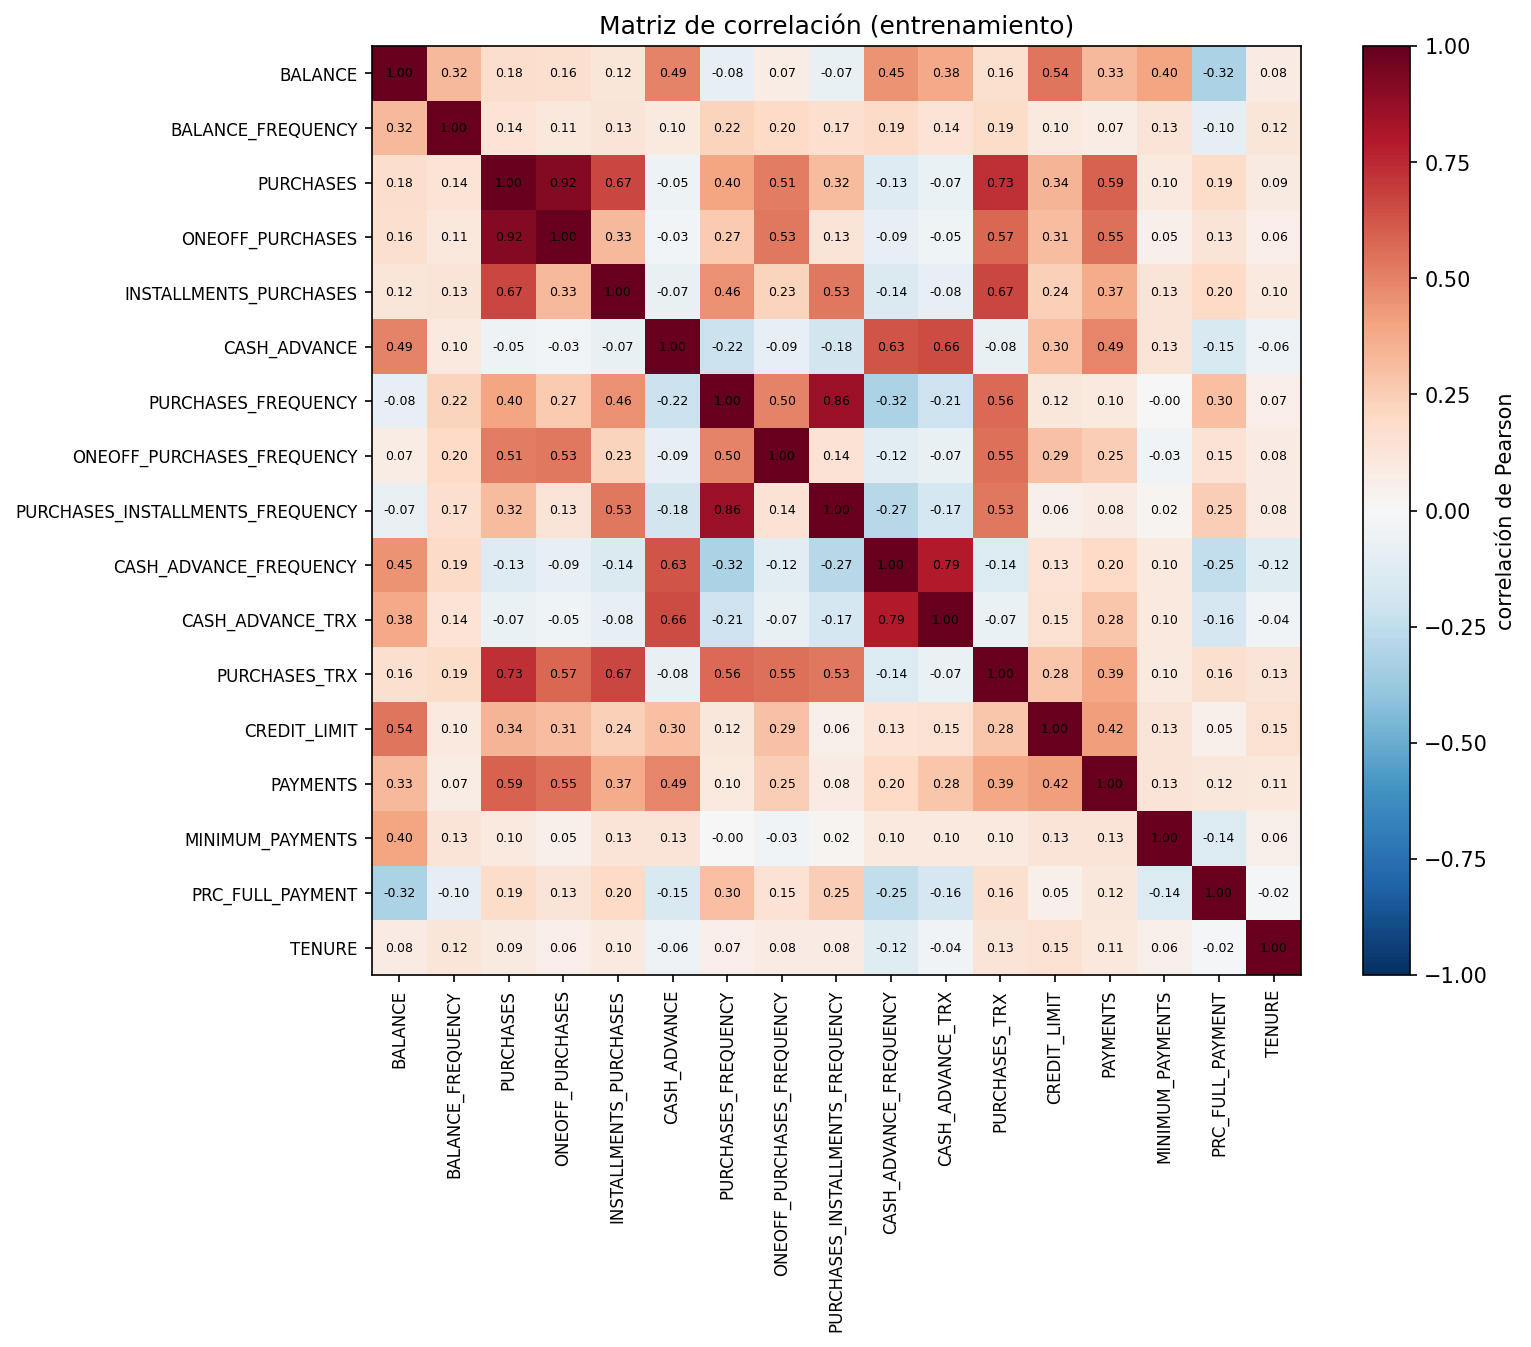 Matriz de correlación (entrenamiento)
BALANCE 1.00 0.32 0.18 0.16 0.12 0.49 -0.08 0.07 -0.07 0.45 0.38 0.16 0.54 0.33 0.40 -0.32 0.08
BALANCE_FREQUENCY 0.32 1.00 0.14 0.11 0.13 0.10 0.22 0.20 0.17 0.19 0.14 0.19 0.10 0.07 0.13 -0.10 0.12
PURCHASES 0.18 0.14 1.00 0.92 0.67 -0.05 0.40 0.51 0.32 -0.13 -0.07 0.73 0.34 0.59 0.10 0.19 0.09
ONEOFF_PURCHASES 0.16 0.11 0.92 1.00 0.33 -0.03 0.27 0.53 0.13 -0.09 -0.05 0.57 0.31 0.55 0.05 0.13 0.06
INSTALLMENTS_PURCHASES 0.12 0.13 0.67 0.33 1.00 -0.07 0.46 0.23 0.53 -0.14 -0.08 0.67 0.24 0.37 0.13 0.20 0.10
CASH_ADVANCE 0.49 0.10 -0.05 -0.03 -0.07 1.00 -0.22 -0.09 -0.18 0.63 0.66 -0.08 0.30 0.49 0.13 -0.15 -0.06
PURCHASES_FREQUENCY -0.08 0.22 0.40 0.27 0.46 -0.22 1.00 0.50 0.86 -0.32 -0.21 0.56 0.12 0.10 -0.00 0.30 0.07
ONEOFF_PURCHASES_FREQUENCY 0.07 0.20 0.51 0.53 0.23 -0.09 0.50 1.00 0.14 -0.12 -0.07 0.55 0.29 0.25 -0.03 0.15 0.08
PURCHASES_INSTALLMENTS_FREQUENCY -0.07 0.17 0.32 0.13 0.53 -0.18 0.86 0.14 1.00 -0.27 -0.17 0.53 0.06 0.08 0.02 0.25 0.08
CASH_ADVANCE_FREQUENCY 0.45 0.19 -0.13 -0.09 -0.14 0.63 -0.32 -0.12 -0.27 1.00 0.79 -0.14 0.13 0.20 0.10 -0.25 -0.12
CASH_ADVANCE_TRX 0.38 0.14 -0.07 -0.05 -0.08 0.66 -0.21 -0.07 -0.17 0.79 1.00 -0.07 0.15 0.28 0.10 -0.16 -0.04
PURCHASES_TRX 0.16 0.19 0.73 0.57 0.67 -0.08 0.56 0.55 0.53 -0.14 -0.07 1.00 0.28 0.39 0.10 0.16 0.13
CREDIT_LIMIT 0.54 0.10 0.34 0.31 0.24 0.30 0.12 0.29 0.06 0.13 0.15 0.28 1.00 0.42 0.13 0.05 0.15
PAYMENTS 0.33 0.07 0.59 0.55 0.37 0.49 0.10 0.25 0.08 0.20 0.28 0.39 0.42 1.00 0.13 0.12 0.11
MINIMUM_PAYMENTS 0.40 0.13 0.10 0.05 0.13 0.13 -0.00 -0.03 0.02 0.10 0.10 0.10 0.13 0.13 1.00 -0.14 0.06
PRC_FULL_PAYMENT -0.32 -0.10 0.19 0.13 0.20 -0.15 0.30 0.15 0.25 -0.25 -0.16 0.16 0.05 0.12 -0.14 1.00 -0.02
TENURE 0.08 0.12 0.09 0.06 0.10 -0.06 0.07 0.08 0.08 -0.12 -0.04 0.13 0.15 0.11 0.06 -0.02 1.00
BALANCE
BALANCE_FREQUENCY
PURCHASES
ONEOFF_PURCHASES
INSTALLMENTS_PURCHASES
CASH_ADVANCE
PURCHASES_FREQUENCY
ONEOFF_PURCHASES_FREQUENCY
PURCHASES_INSTALLMENTS_FREQUENCY
CASH_ADVANCE_FREQUENCY
CASH_ADVANCE_TRX
PURCHASES_TRX
CREDIT_LIMIT
PAYMENTS
MINIMUM_PAYMENTS
PRC_FULL_PAYMENT
TENURE
1.00
0.75
0.50
0.25
0.00
−0.25
−0.50
−0.75
−1.00
correlación de Pearson